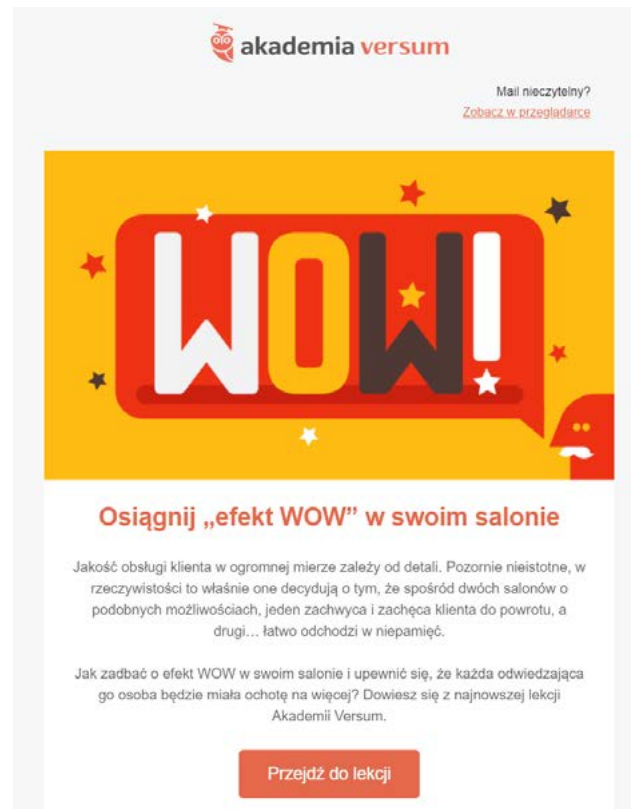 akademia versum
Mail nieczytelny?
Zobacz w przeglądarce
WOW!
Osiągnij „efekt WOW” w swoim salonie
Jakość obsługi klienta w ogromnej mierze zależy od detali. Pozornie nieistotne, w
rzeczywistości to właśnie one decydują o tym, że spośród dwóch salonów o
podobnych możliwościach, jeden zachwyca i zachęca klienta do powrotu, a
drugi… łatwo odchodzi w niepamięć.
Jak zadbać o efekt WOW w swoim salonie i upewnić się, że każda odwiedzająca
go osoba będzie miała ochotę na więcej? Dowiesz się z najnowszej lekcji
Akademii Versum.
Przejdź do lekcji